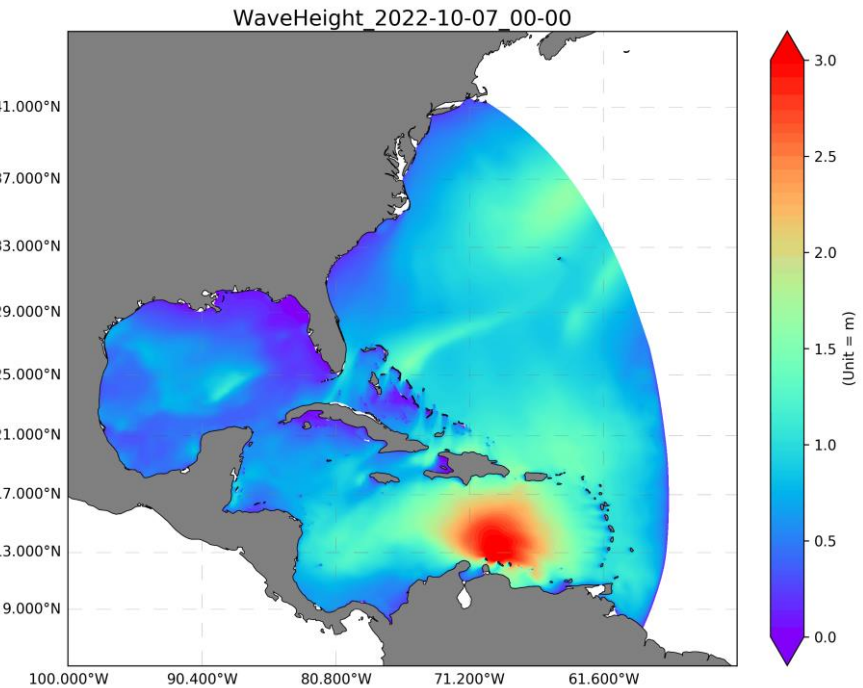 WaveHeight_2022-10-07_00-00
41.000°N
37.000°N
33.000°N
29.000°N
25.000°N
21.000°N
17.000°N
13.000°N
9.000°N
100.000°W 90.400°W 80.800°W 71.200°W 61.600°W
3.0
2.5
2.0
1.5
1.0
0.5
0.0
(Unit = m)